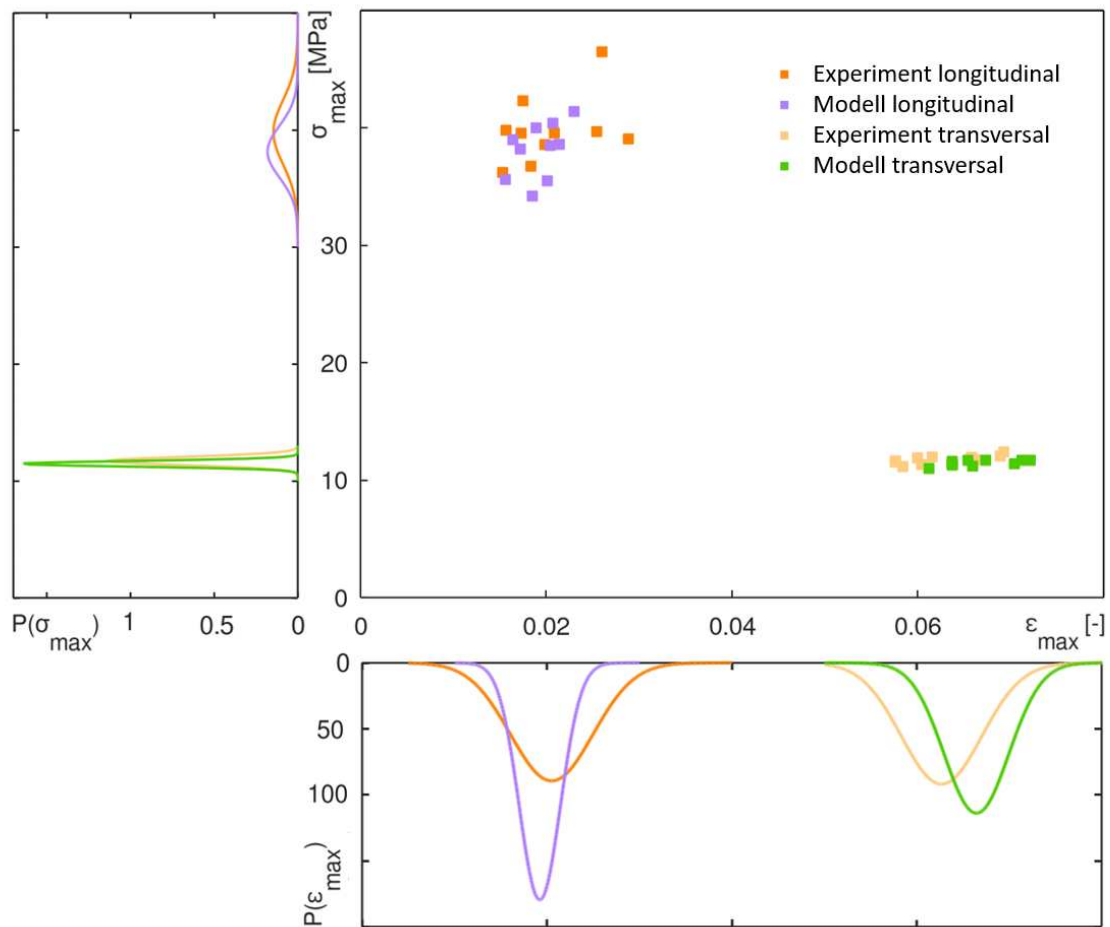 σmax [MPa]
Experiment longitudinal
Modell longitudinal
Experiment transversal
Modell transversal
30
20
10
0
P(σmax) 1 0.5 0
0 0.02 0.04 0.06 εmax [-]
0
50
100
P(εmax)